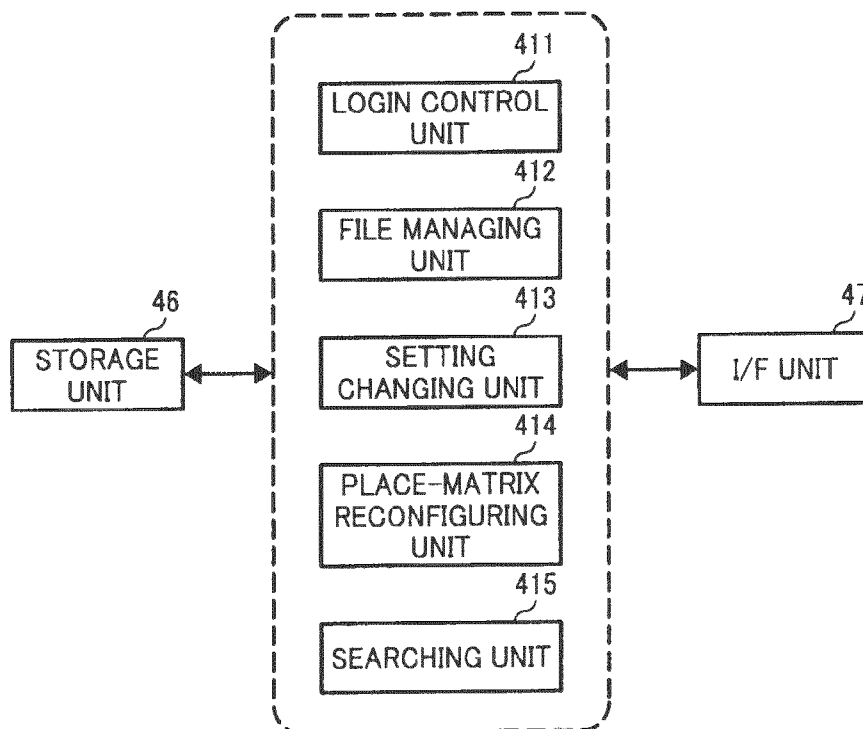 411
LOGIN CONTROL
UNIT
412
FILE MANAGING
UNIT
413
SETTING
CHANGING UNIT
414
PLACE-MATRIX
RECONFIGURING
UNIT
415
SEARCHING UNIT
46
STORAGE
UNIT
47
I/F UNIT